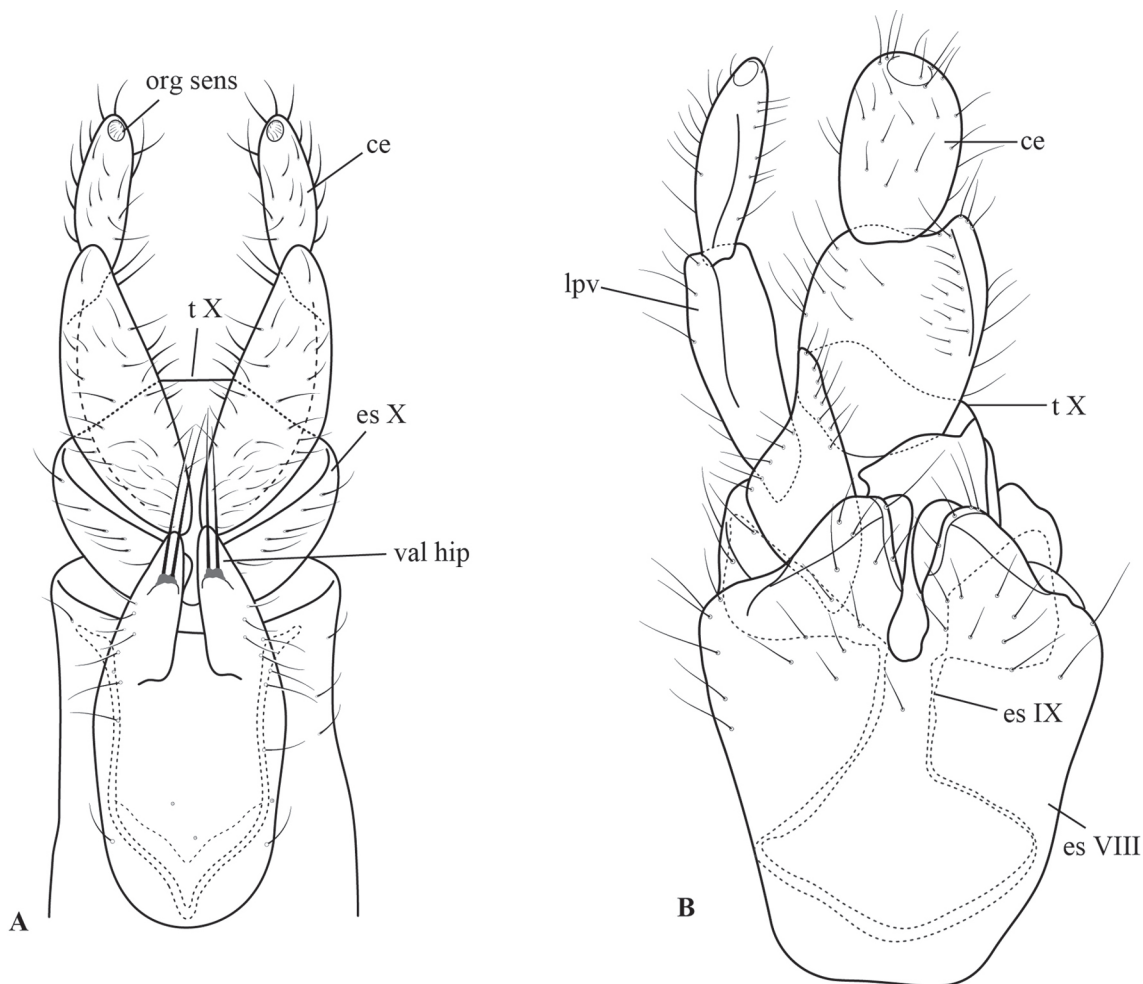 org sens
ce
t X
es X
val hip
A
ce
lpv
t X
es IX
es VIII
B